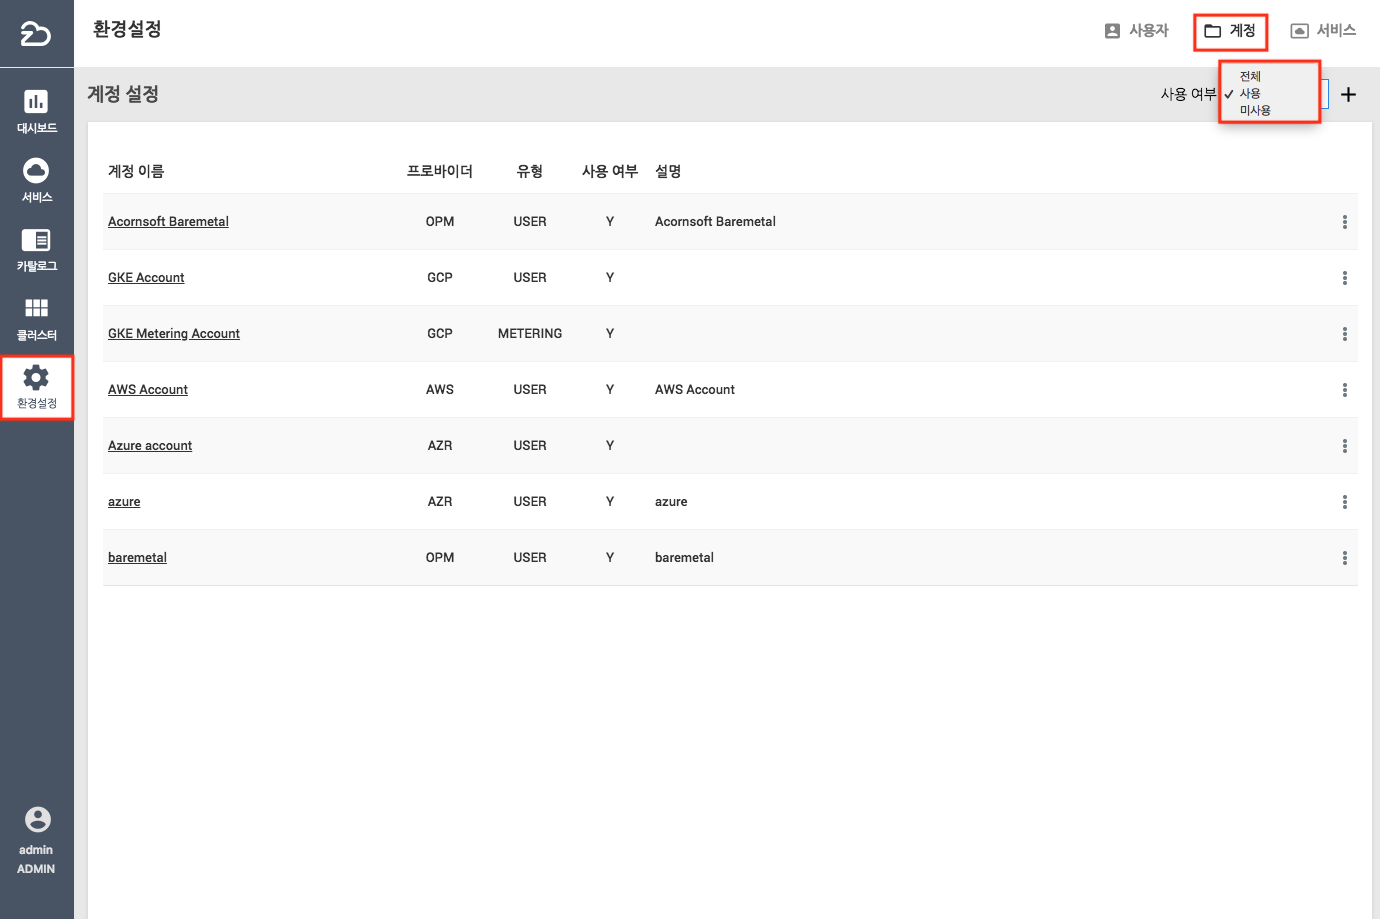 환경설정
사용자
계정
서비스
계정 설정
사용 여부
전체
✓ 사용
미사용
대시보드
서비스
카탈로그
클러스터
환경설정
계정 이름 프로바이더 유형 사용 여부 설명
Acornsoft Baremetal OPM USER Y Acornsoft Baremetal
GKE Account GCP USER Y
GKE Metering Account GCP METERING Y
AWS Account AWS USER Y AWS Account
Azure account AZR USER Y
azure AZR USER Y azure
baremetal OPM USER Y baremetal
admin
ADMIN